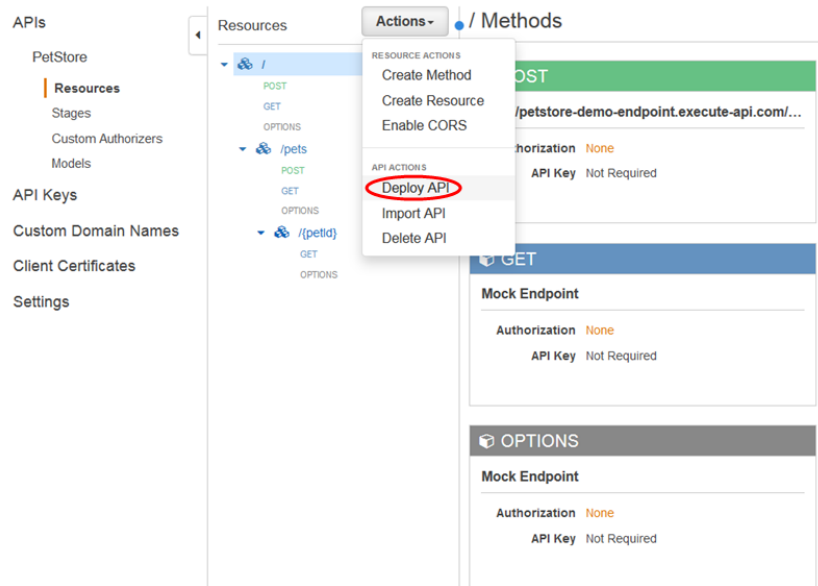 APIs
PetStore
Resources
Stages
Custom Authorizers
Models
API Keys
Custom Domain Names
Client Certificates
Settings
Resources
/
POST
GET
OPTIONS
/pets
POST
GET
OPTIONS
/{petId}
GET
OPTIONS
Actions
RESOURCE ACTIONS
Create Method
Create Resource
Enable CORS
API ACTIONS
Deploy API
Import API
Delete API
/ Methods
OST
/petstore-demo-endpoint.execute-api.com/...
horization None
API Key Not Required
GET
Mock Endpoint
Authorization None
API Key Not Required
OPTIONS
Mock Endpoint
Authorization None
API Key Not Required